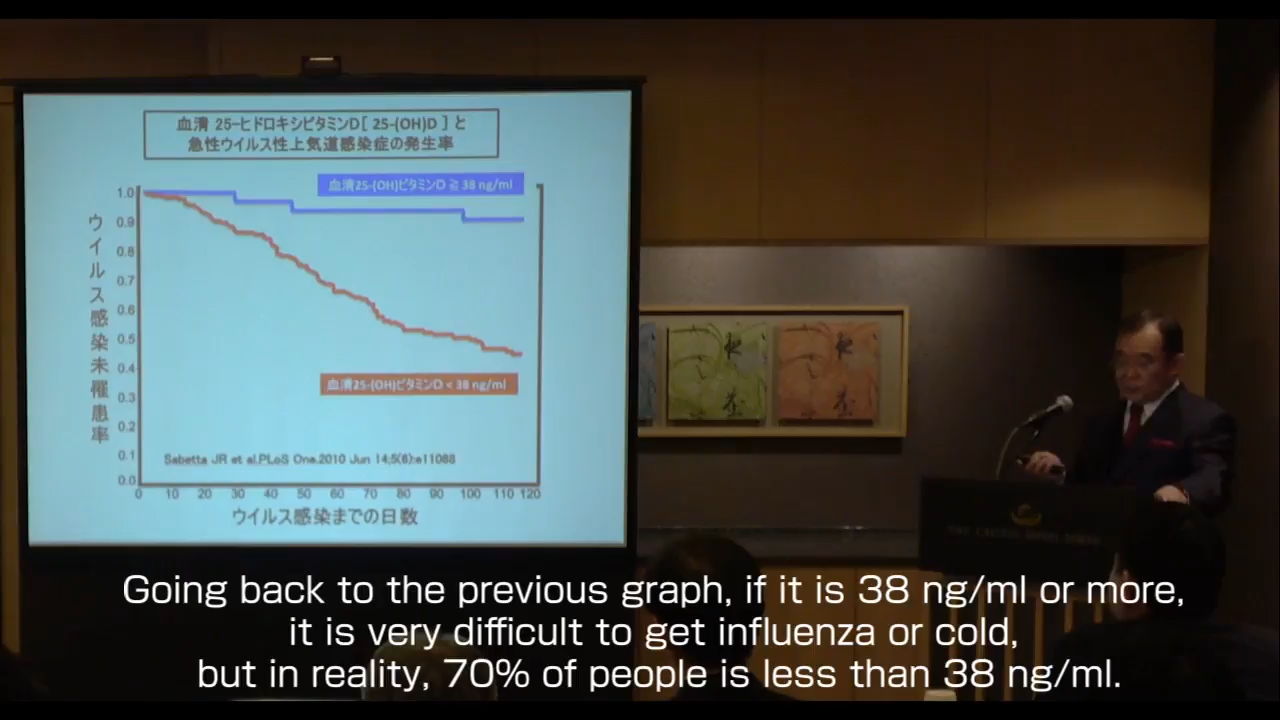 血清 25-ヒドロキシビタミンD[ 25-(OH)D ] と
急性ウイルス性上気道感染症の発生率
血清25-(OH)ビタミンD ≧ 38 ng/ml
ウイルス感染未罹患率
1.0
0.9
0.8
0.7
0.6
0.5
0.4
0.3
0.2
0.1
0.0
血清25-(OH)ビタミンD < 38 ng/ml
Sabetta JR et al.PLoS One.2010 Jun 14;5(6):e11088
0 10 20 30 40 50 60 70 80 90 100 110 120
ウイルス感染までの日数
Going back to the previous graph, if it is 38 ng/ml or more,
it is very difficult to get influenza or cold,
but in reality, 70% of people is less than 38 ng/ml.